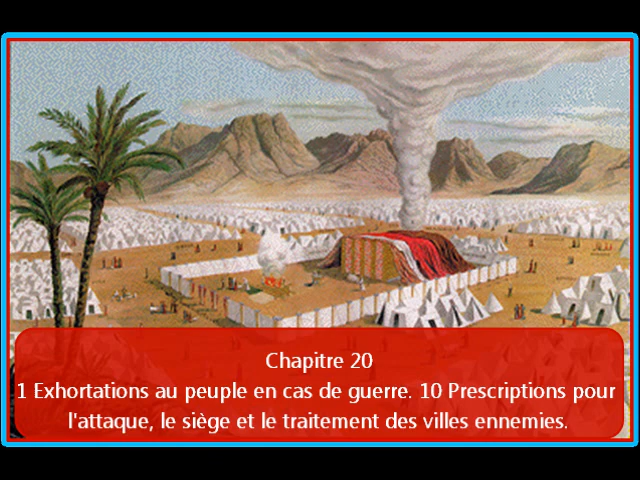 Chapitre 20
1 Exhortations au peuple en cas de guerre. 10 Prescriptions pour
l'attaque, le siège et le traitement des villes ennemies.